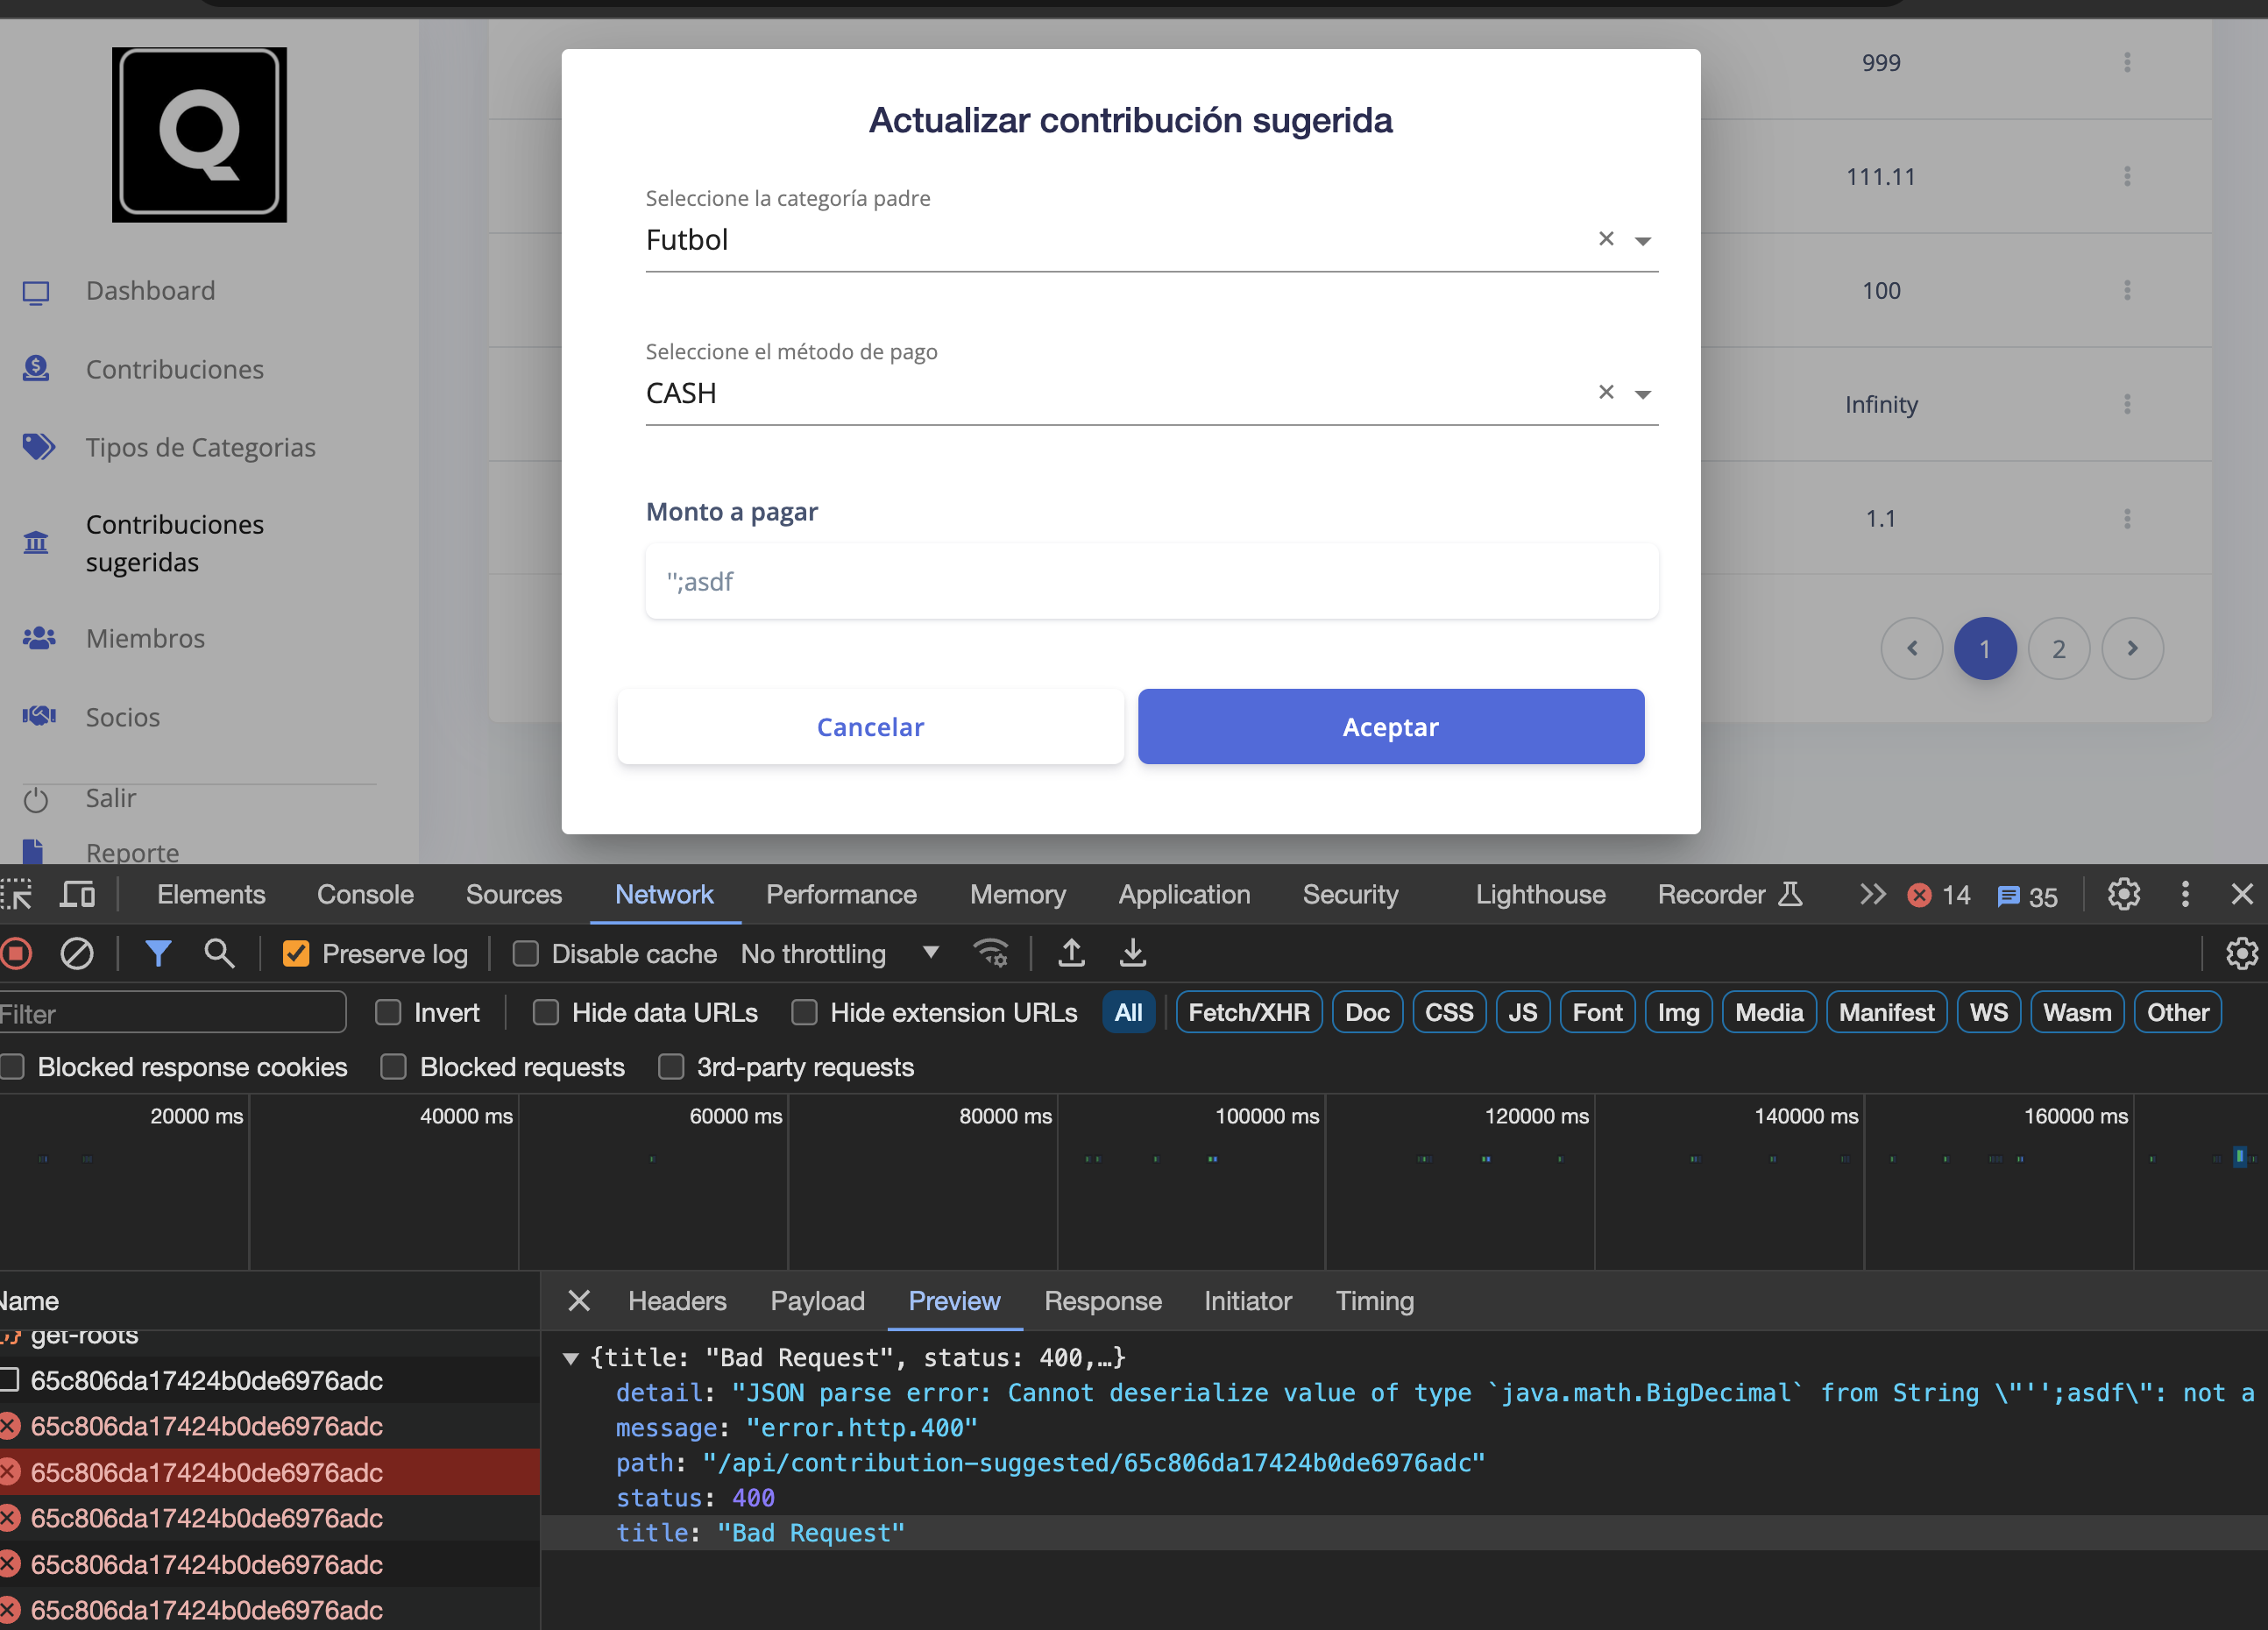 Q
Dashboard
Contribuciones
Tipos de Categorias
Contribuciones
sugeridas
Miembros
Socios
Salir
Reporte
Actualizar contribución sugerida
Seleccione la categoría padre
Futbol
Seleccione el método de pago
CASH
Monto a pagar
'';asdf
Cancelar
Aceptar
999
111.11
100
Infinity
1.1
1 2
Elements Console Sources Network Performance Memory Application Security Lighthouse Recorder 14 35
Preserve log Disable cache No throttling
Filter Invert Hide data URLs Hide extension URLs All Fetch/XHR Doc CSS JS Font Img Media Manifest WS Wasm Other
Blocked response cookies Blocked requests 3rd-party requests
20000 ms 40000 ms 60000 ms 80000 ms 100000 ms 120000 ms 140000 ms 160000 ms
Name
get-roots
65c806da17424b0de6976adc
65c806da17424b0de6976adc
65c806da17424b0de6976adc
65c806da17424b0de6976adc
65c806da17424b0de6976adc
65c806da17424b0de6976adc
Headers Payload Preview Response Initiator Timing
{title: "Bad Request", status: 400,…}
detail: "JSON parse error: Cannot deserialize value of type `java.math.BigDecimal` from String \"'';asdf\": not a
message: "error.http.400"
path: "/api/contribution-suggested/65c806da17424b0de6976adc"
status: 400
title: "Bad Request"